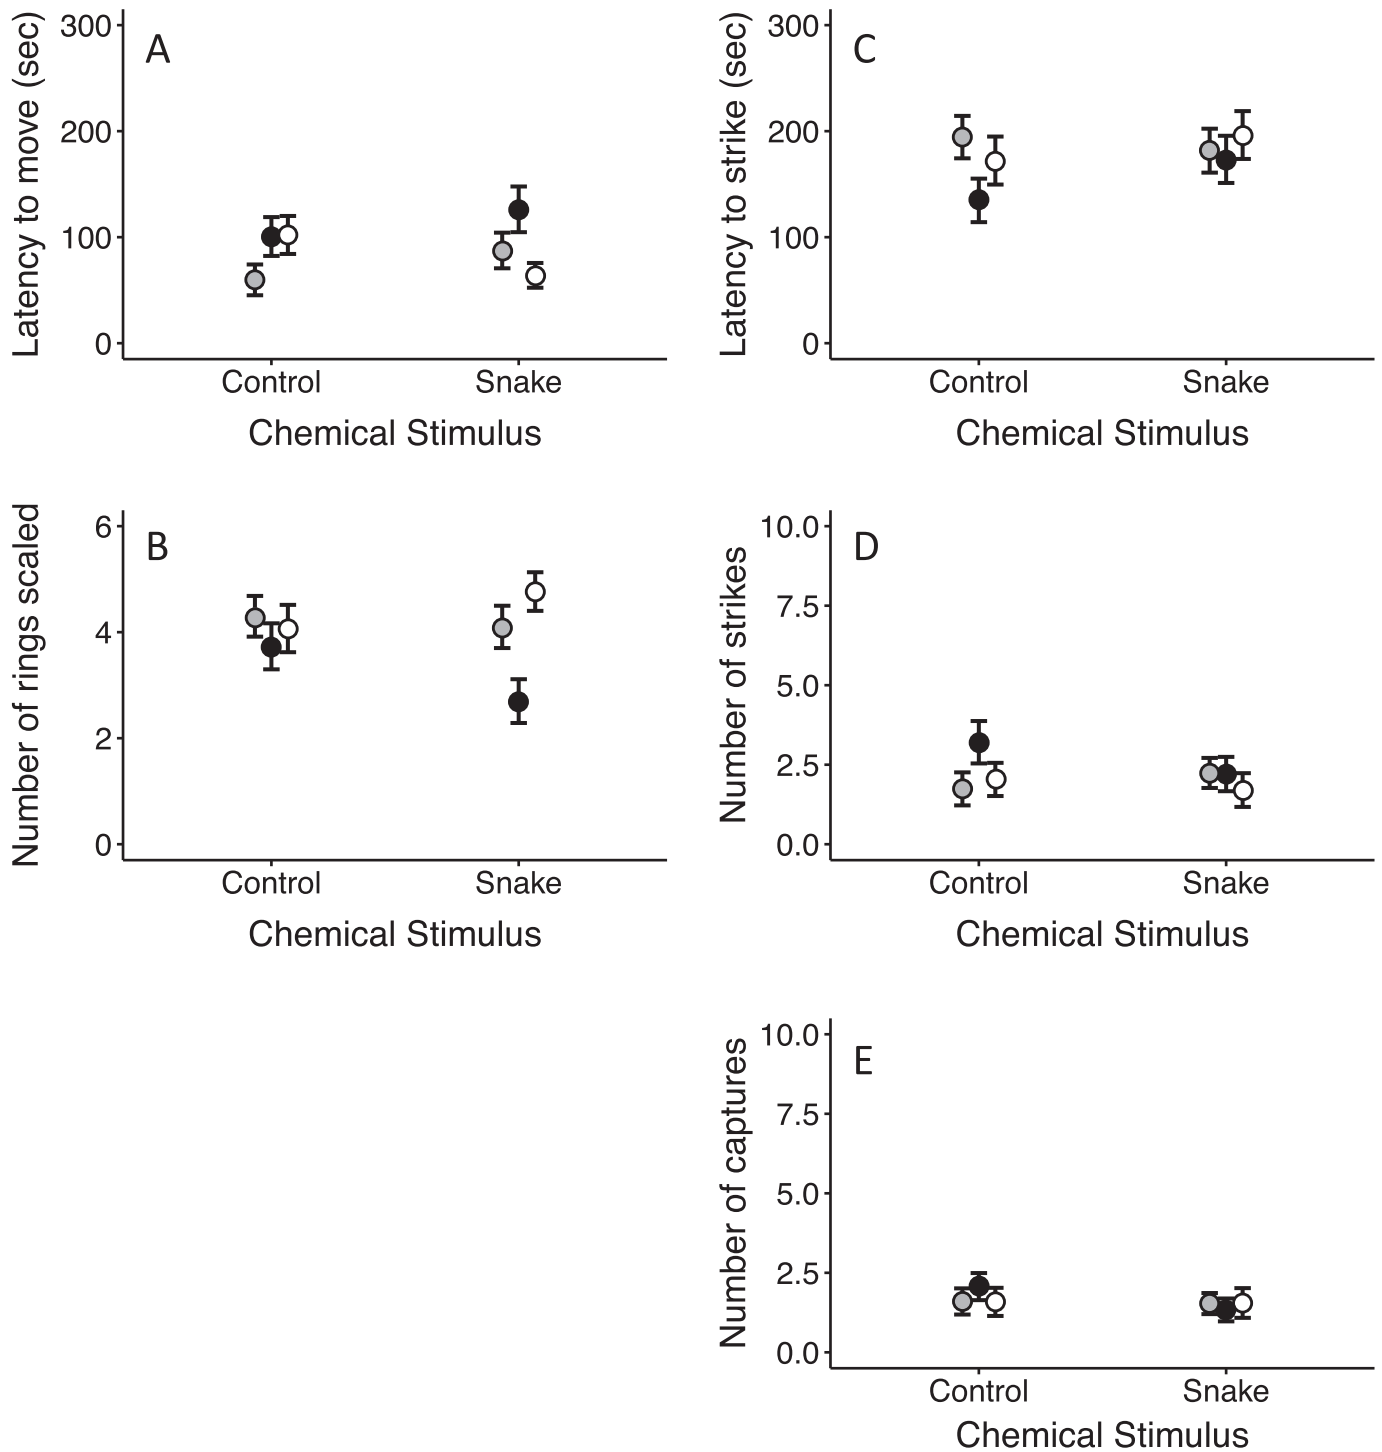 A
Latency to move (sec)
300
200
100
0
Control
Snake
Chemical Stimulus
C
Latency to strike (sec)
300
200
100
0
Control
Snake
Chemical Stimulus
B
Number of rings scaled
6
4
2
0
Control
Snake
Chemical Stimulus
D
Number of strikes
10.0
7.5
5.0
2.5
0.0
Control
Snake
Chemical Stimulus
E
Number of captures
10.0
7.5
5.0
2.5
0.0
Control
Snake
Chemical Stimulus